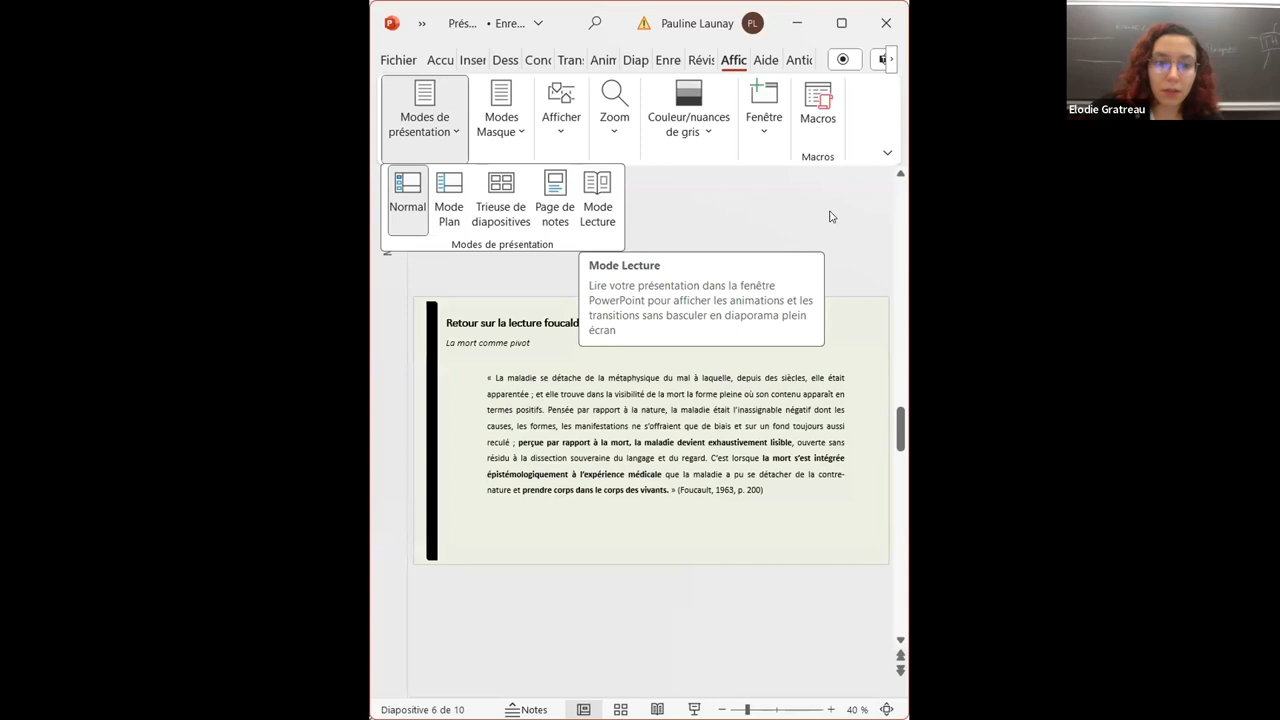 Prés... • Enre...
Pauline Launay PL
Elodie Gratreau
Fichier Accu Inser Dess Conc Trans Anim Diap Enre Révis Affic Aide Antic
Modes de présentation
Modes Masque
Afficher
Zoom
Couleur/nuances de gris
Fenêtre
Macros
Macros
Normal
Mode Plan
Trieuse de diapositives
Page de notes
Mode Lecture
Modes de présentation
Mode Lecture
Lire votre présentation dans la fenêtre
PowerPoint pour afficher les animations et les
transitions sans basculer en diaporama plein
écran
Retour sur la lecture foucald
La mort comme pivot
« La maladie se détache de la métaphysique du mal à laquelle, depuis des siècles, elle était
apparentée ; et elle trouve dans la visibilité de la mort la forme pleine où son contenu apparaît en
termes positifs. Pensée par rapport à la nature, la maladie était l'inassignable négatif dont les
causes, les formes, les manifestations ne s'offraient que de biais et sur un fond toujours aussi
reculé ; perçue par rapport à la mort, la maladie devient exhaustivement lisible, ouverte sans
résidu à la dissection souveraine du langage et du regard. C'est lorsque la mort s'est intégrée
épistémologiquement à l'expérience médicale que la maladie a pu se détacher de la contre-
nature et prendre corps dans le corps des vivants. » (Foucault, 1963, p. 200)
Diapositive 6 de 10 Notes 40 %